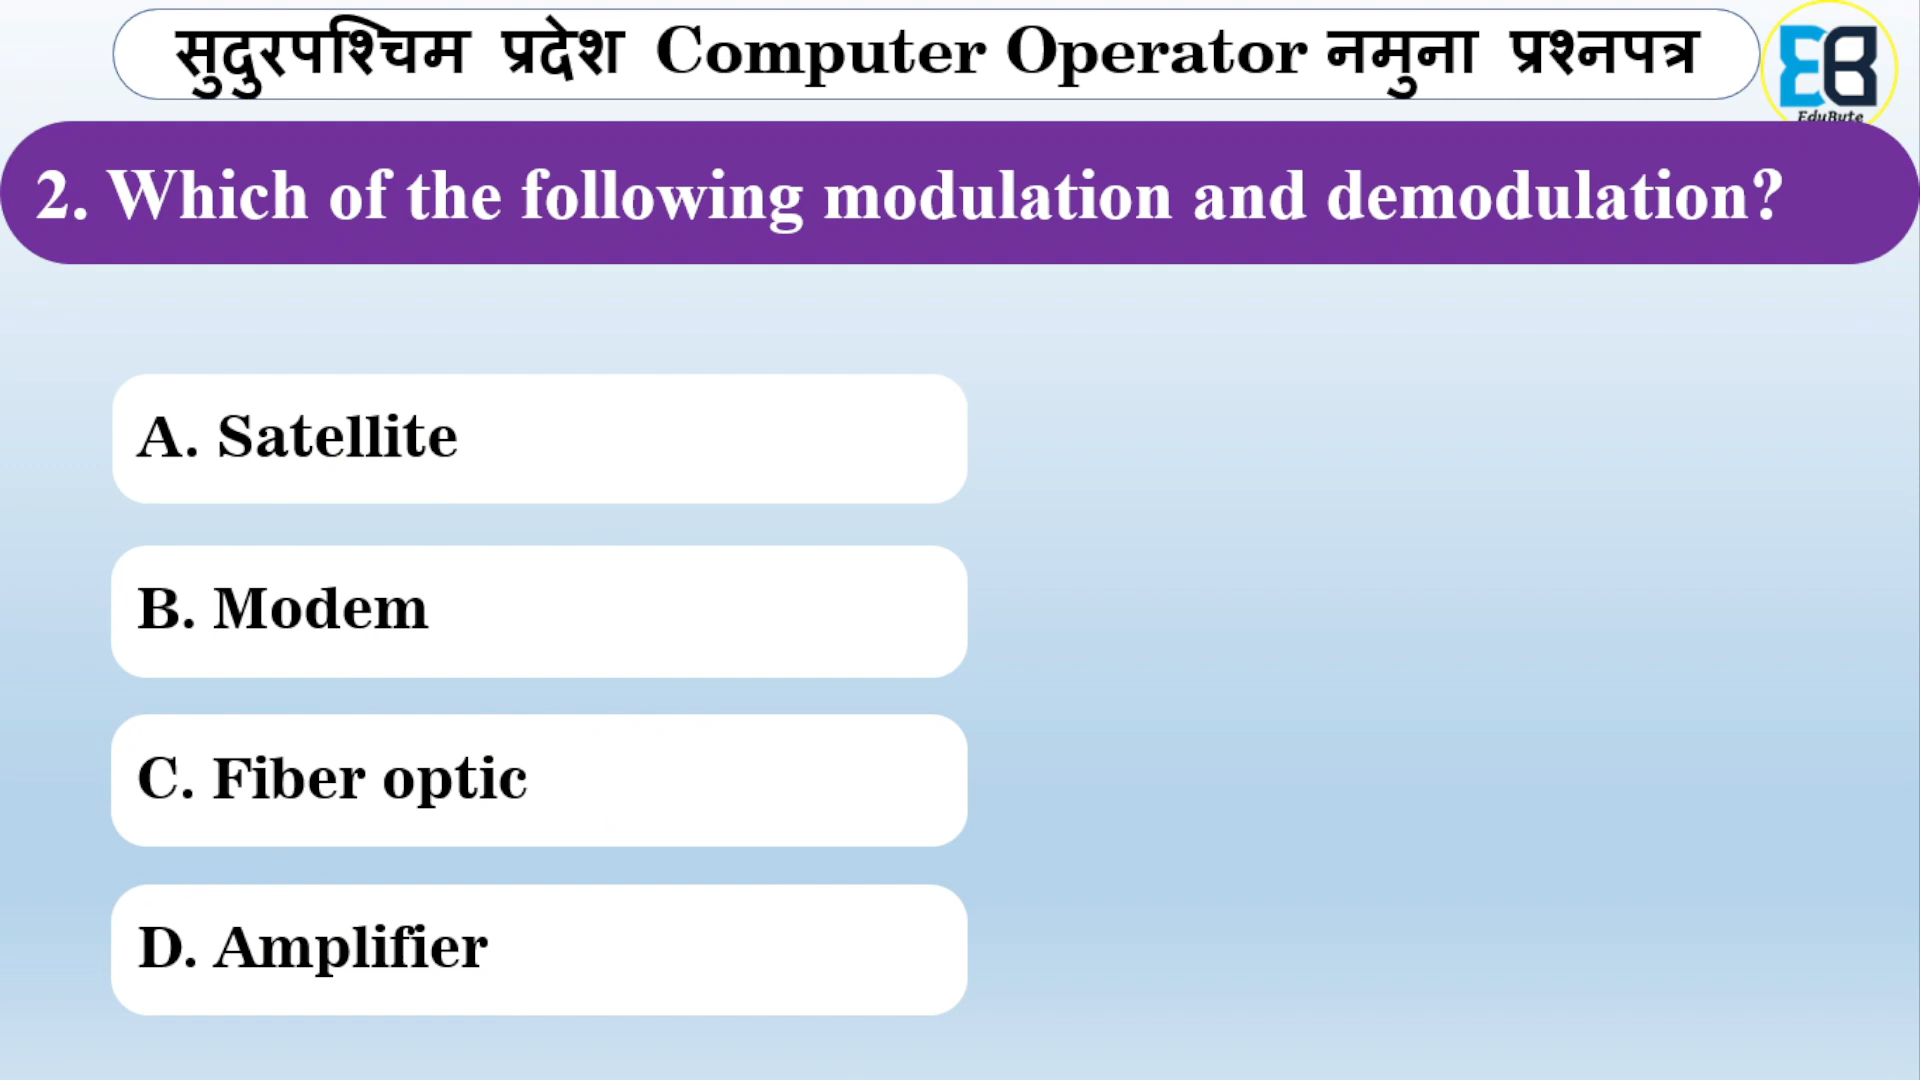 सुदुरपश्चिम प्रदेश Computer Operator नमुना प्रश्नपत्र
EduByte
2. Which of the following modulation and demodulation?
A. Satellite
B. Modem
C. Fiber optic
D. Amplifier